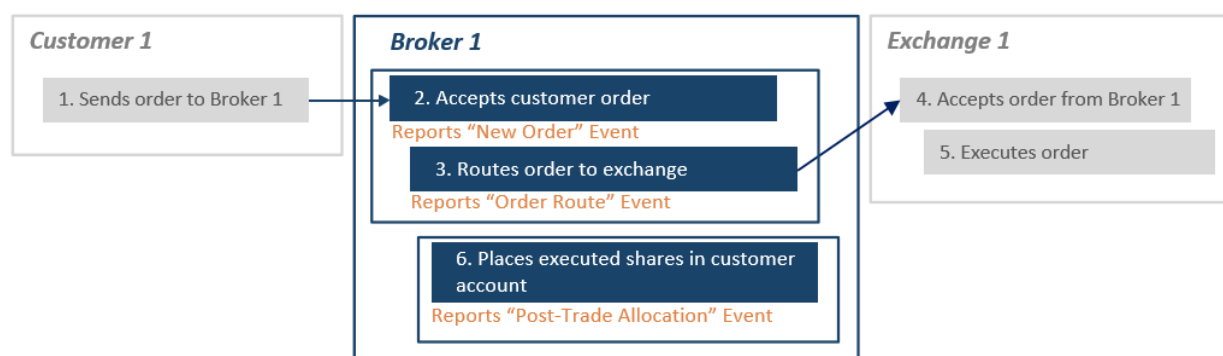 Customer 1
1. Sends order to Broker 1
Broker 1
2. Accepts customer order
Reports “New Order” Event
3. Routes order to exchange
Reports “Order Route” Event
6. Places executed shares in customer
account
Reports “Post-Trade Allocation” Event
Exchange 1
4. Accepts order from Broker 1
5. Executes order